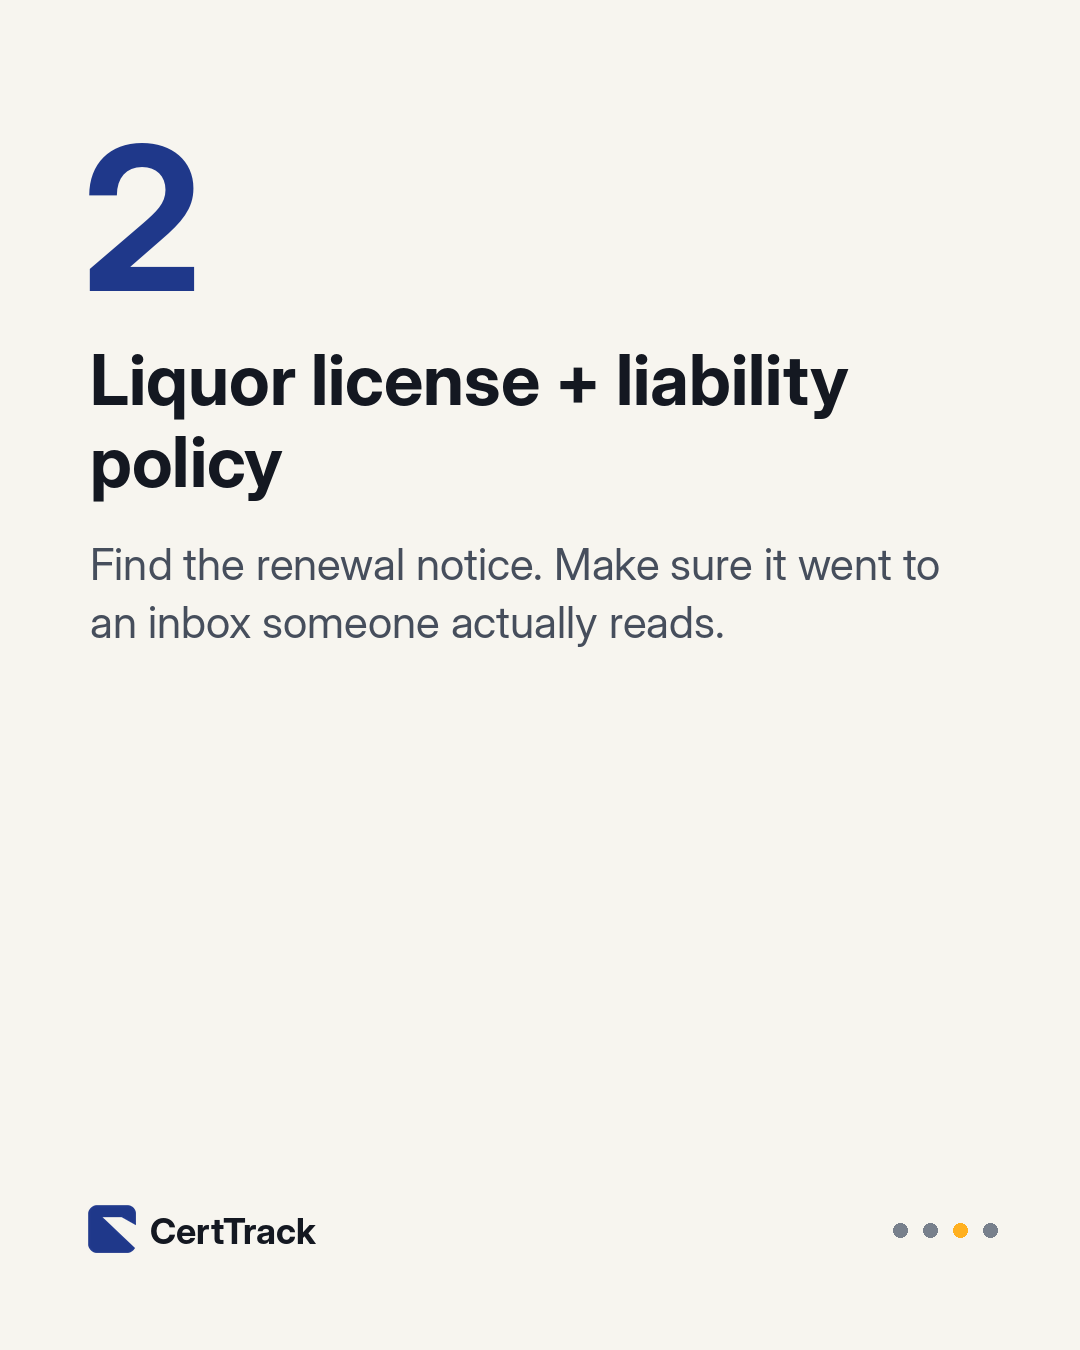 2
Liquor license + liability
policy
Find the renewal notice. Make sure it went to
an inbox someone actually reads.
CertTrack